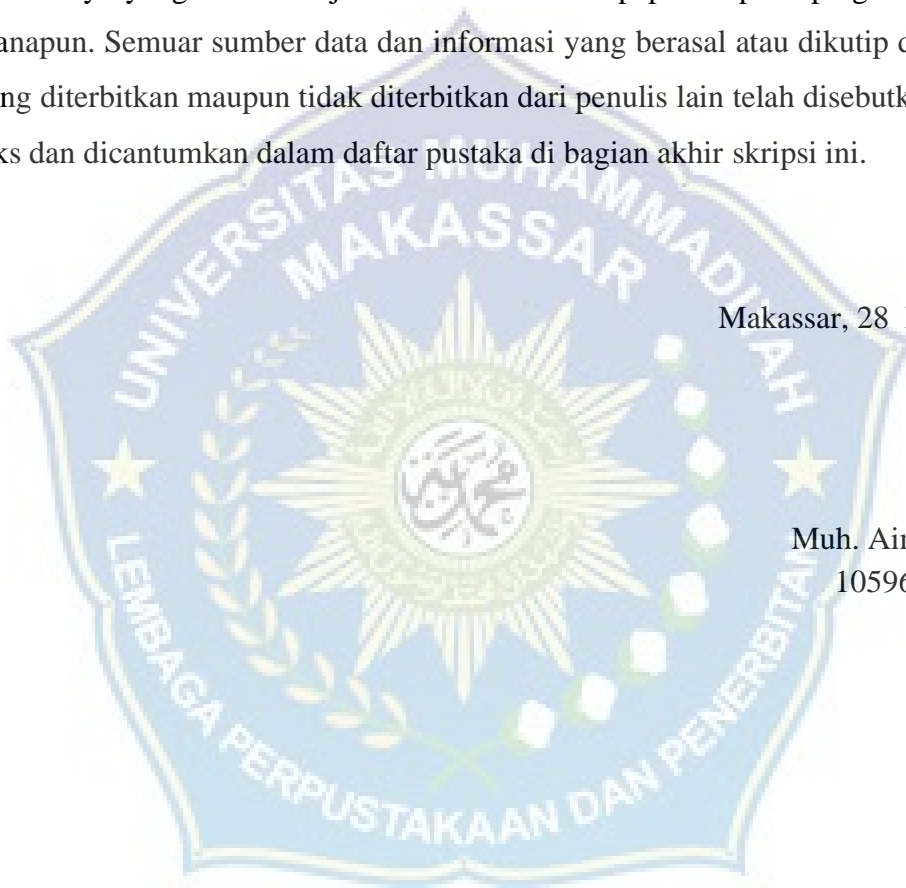 anapun. Semuar sumber data dan informasi yang berasal atau dikutip
ng diterbitkan maupun tidak diterbitkan dari penulis lain telah disebutk
ks dan dicantumkan dalam daftar pustaka di bagian akhir skripsi ini.
UNIVERSITAS MUHAMMADIYAH
MAKASSAR
Makassar, 28
محمدية
Muh. Air
10596
LEMBAGA PERPUSTAKAAN DAN PENERBITAN